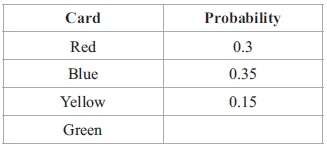 Card Probability
Red 0.3
Blue 0.35
Yellow 0.15
Green